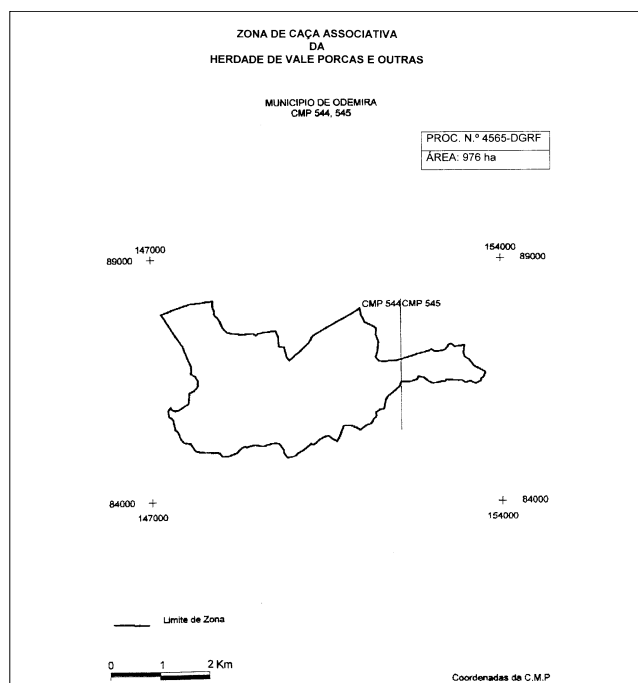 ZONA DE CAÇA ASSOCIATIVA
DA
HERDADE DE VALE PORCAS E OUTRAS
MUNICIPIO DE ODEMIRA
CMP 544, 545
PROC. N.º 4565-DGRF
ÁREA: 976 ha
147000
89000
154000
89000
CMP 544 CMP 545
84000
147000
84000
154000
Limite de Zona
0 1 2 Km
Coordenadas da C.M.P